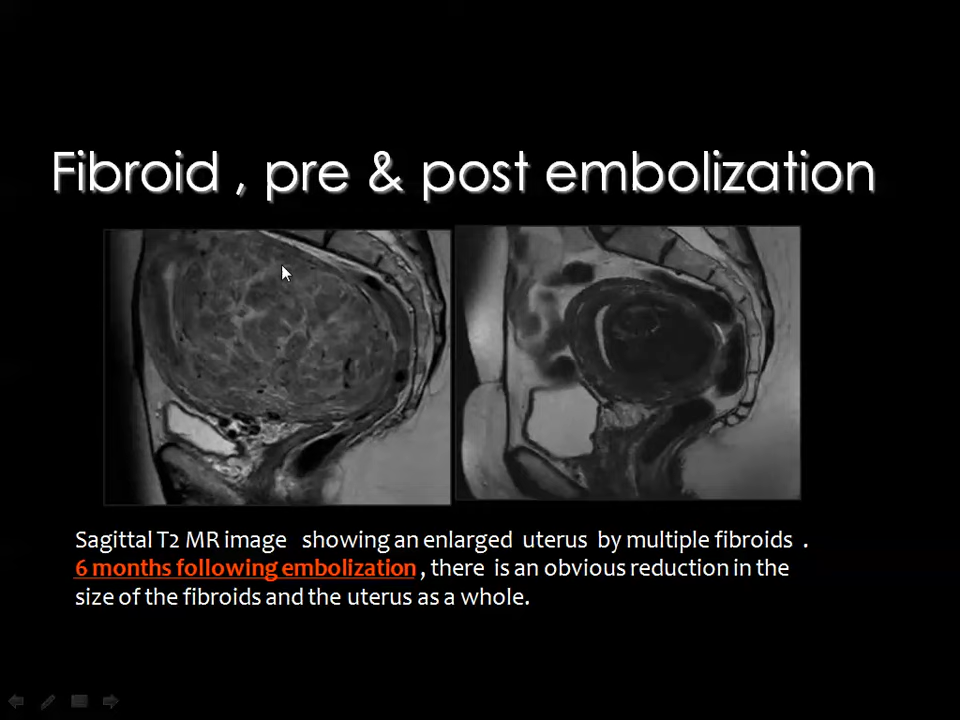 Fibroid , pre & post embolization
Sagittal T2 MR image showing an enlarged uterus by multiple fibroids .
6 months following embolization , there is an obvious reduction in the
size of the fibroids and the uterus as a whole.